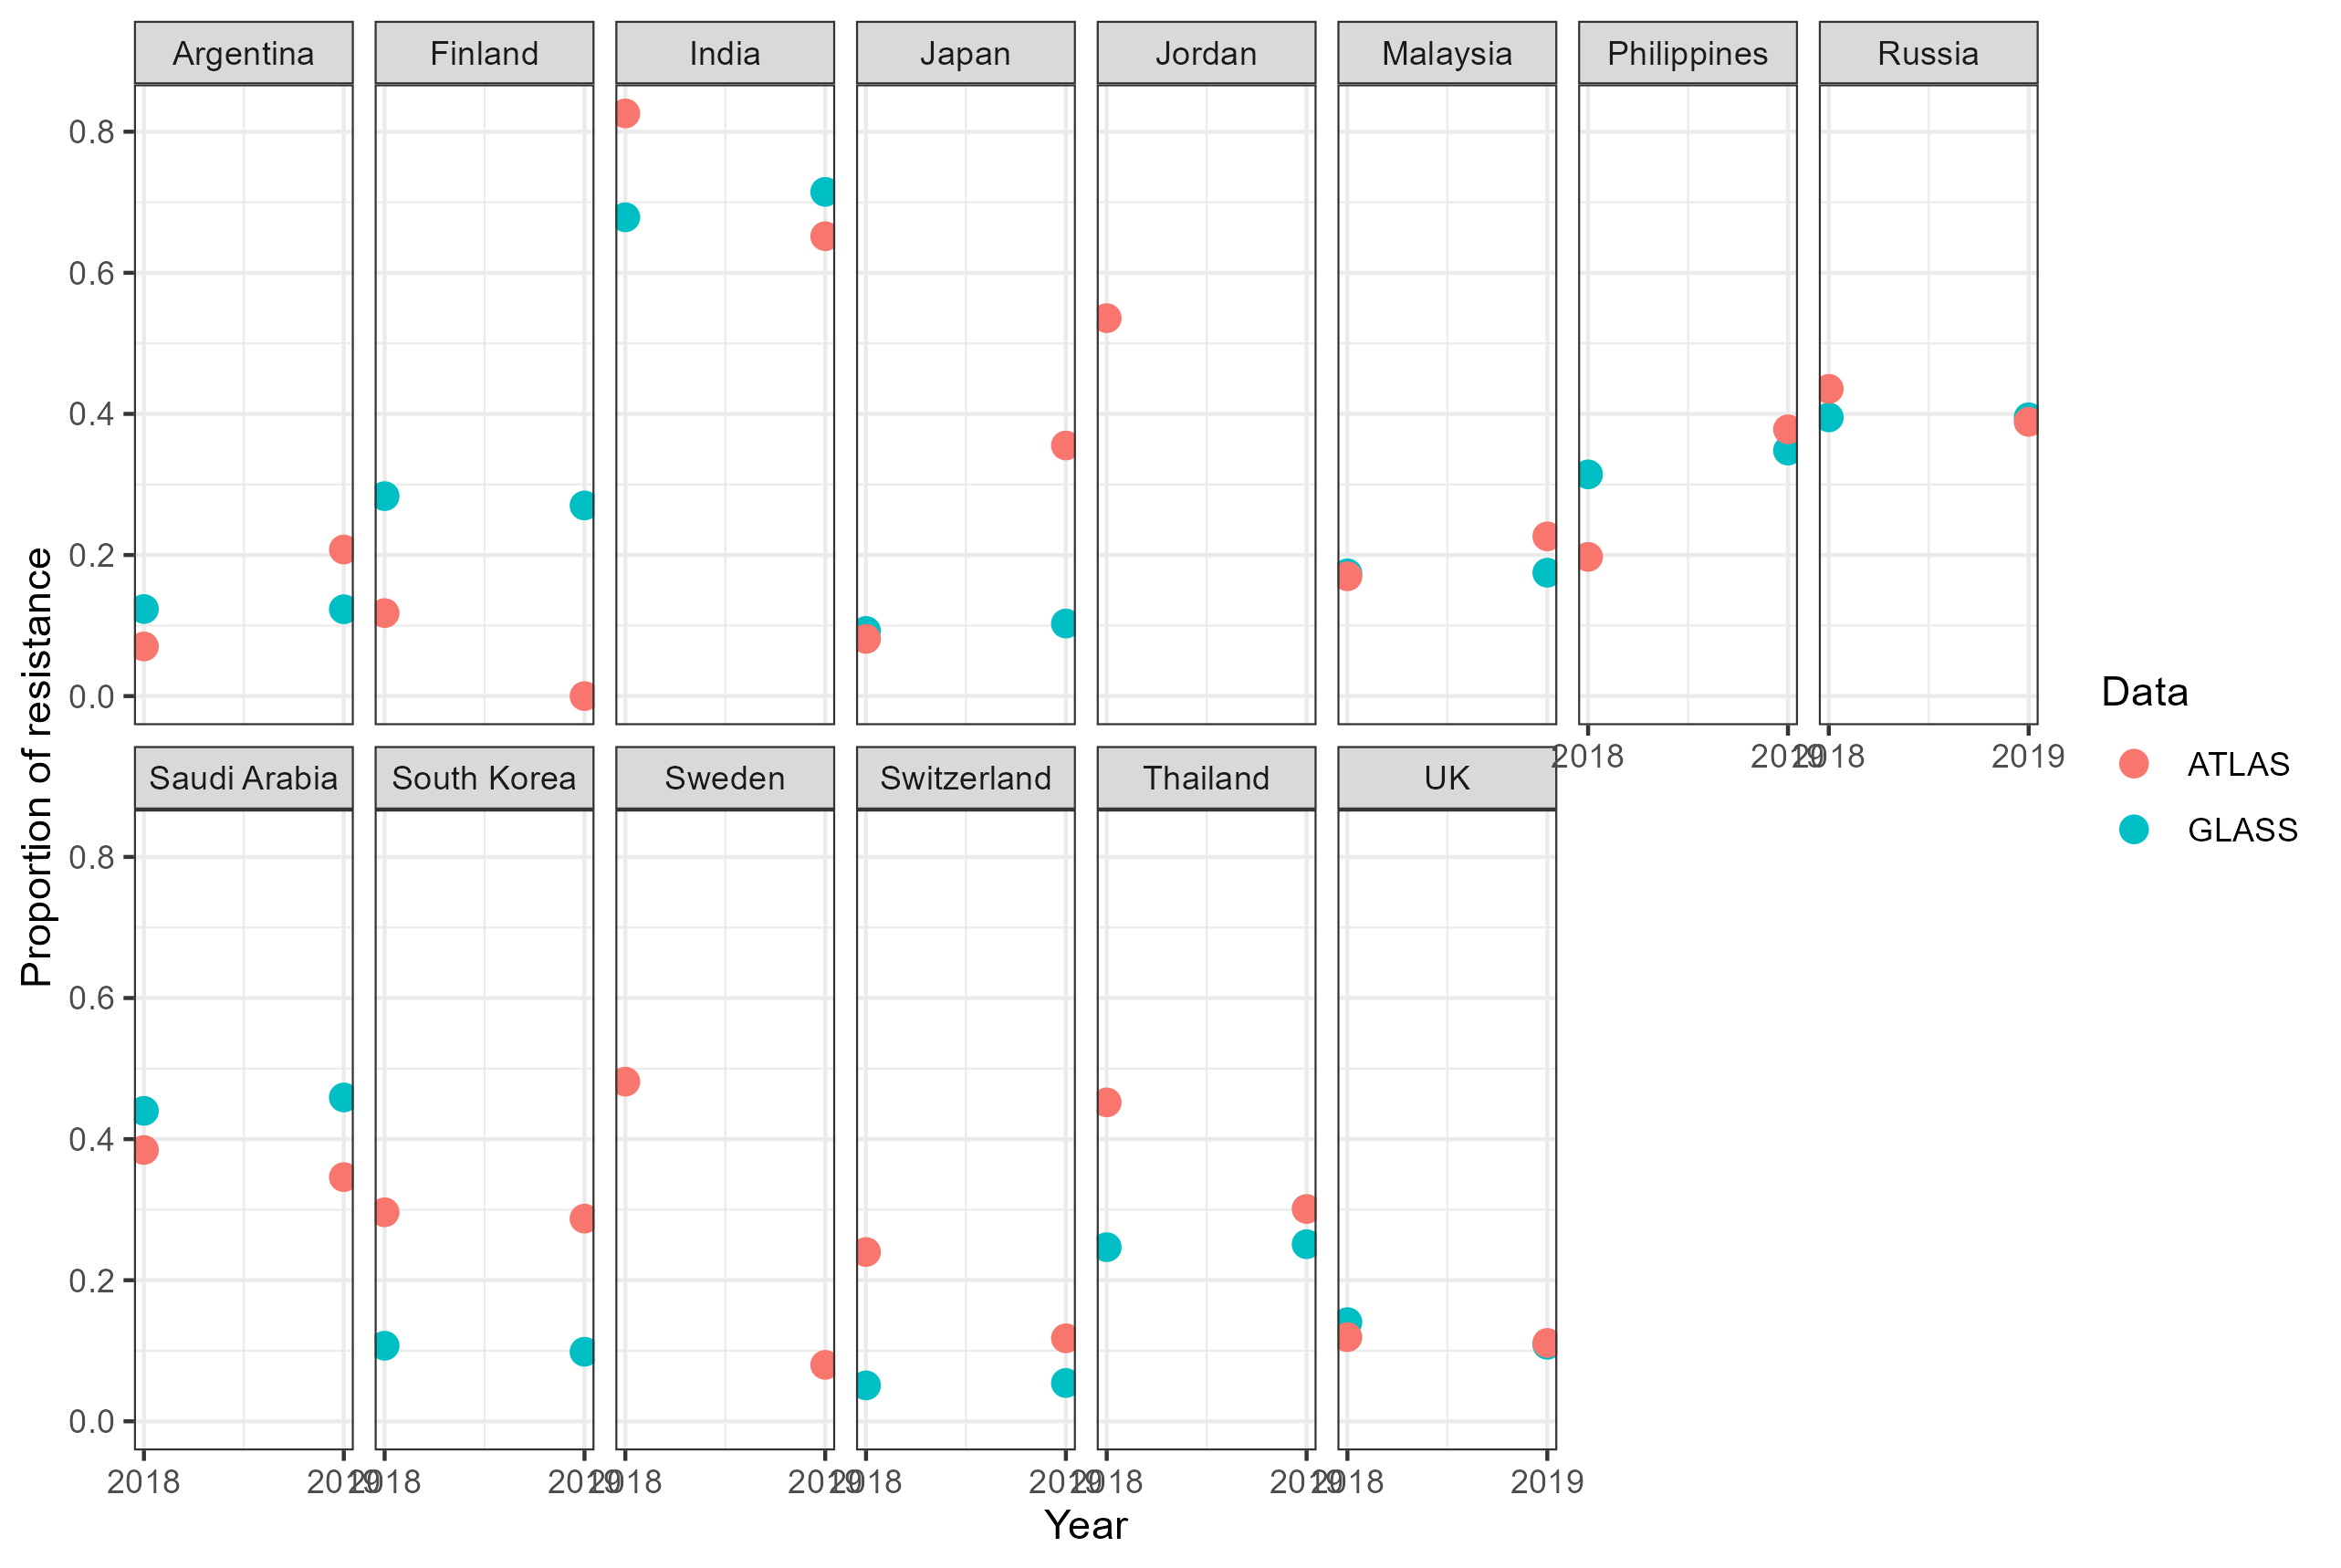 Argentina Finland India Japan Jordan Malaysia Philippines Russia
0.8
0.6
0.4
0.2
0.0
2018 2019 2018 2019
Saudi Arabia South Korea Sweden Switzerland Thailand UK
0.8
0.6
0.4
0.2
0.0
2018 2019 2018 2019 2018 2019 2018 2019 2018 2019 2018 2019
Year
Proportion of resistance
Data
ATLAS
GLASS